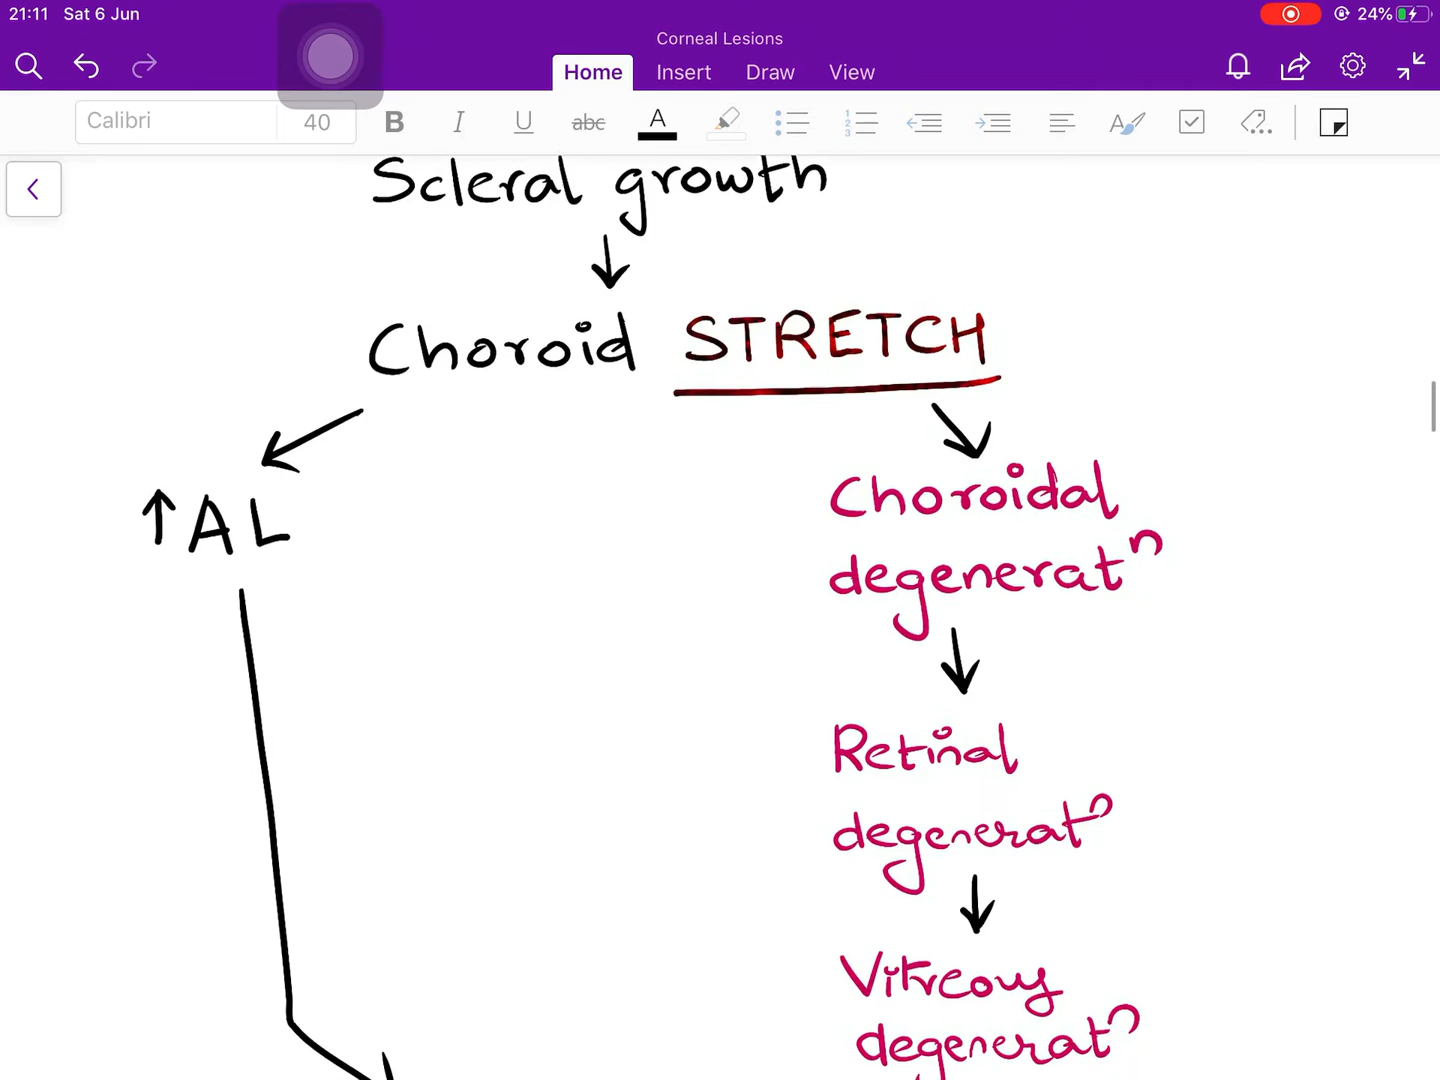 21:11 Sat 6 Jun
24%
Corneal Lesions
Home Insert Draw View
Calibri 40 B I U abc A
Scleral growth
↓
Choroid STRETCH
↑AL
Choroidal
degeneratⁿ
↓
Retinal
degeneratⁿ
↓
Vitreous
degeneratⁿ